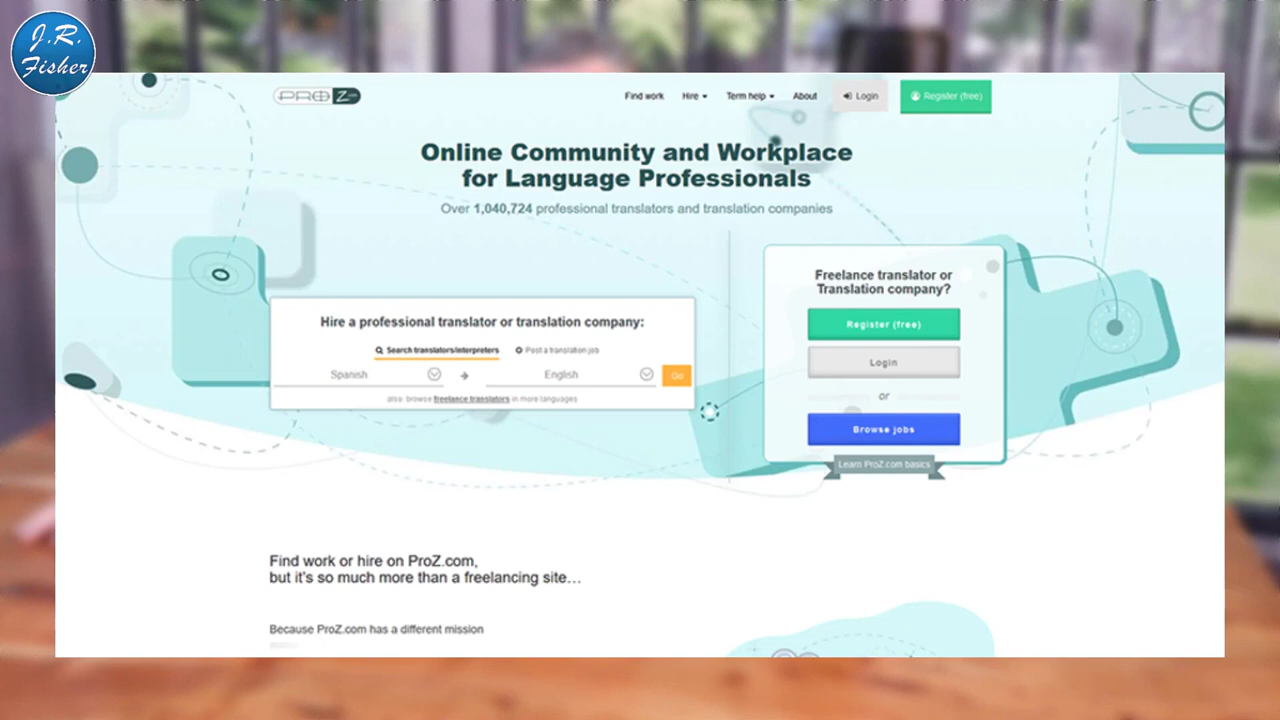 J.R.
Fisher
PROZ.com
Find work
Hire
Term help
About
Login
Register (free)
Online Community and Workplace
for Language Professionals
Over 1,040,724 professional translators and translation companies
Hire a professional translator or translation company:
Search translators/interpreters
Post a translation job
Spanish
English
Go
also: browse freelance translators in more languages
Freelance translator or
Translation company?
Register (free)
Login
or
Browse jobs
Learn ProZ.com basics
Find work or hire on ProZ.com,
but it's so much more than a freelancing site…
Because ProZ.com has a different mission